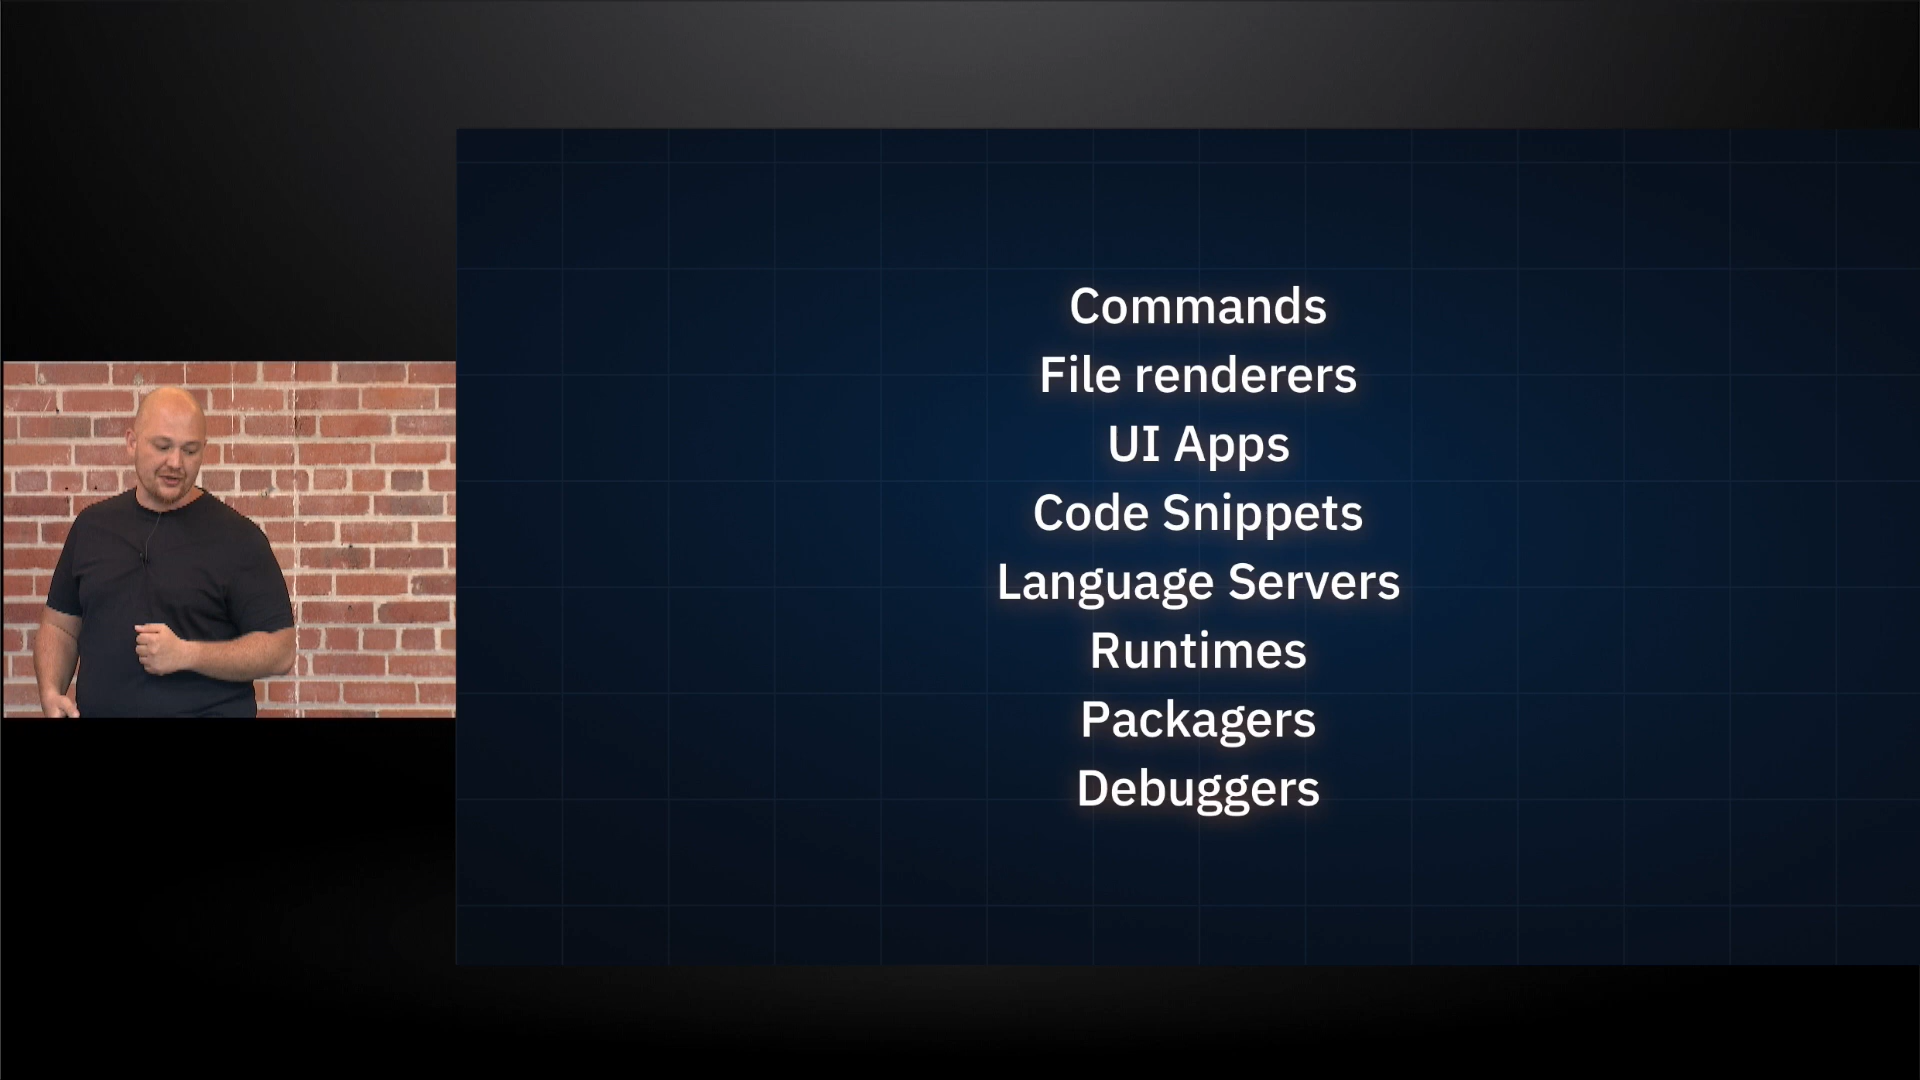 Commands
File renderers
UI Apps
Code Snippets
Language Servers
Runtimes
Packagers
Debuggers